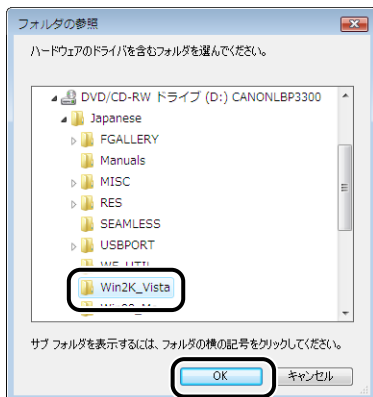 フォルダの参照
ハードウェアのドライバを含むフォルダを選んでください。
DVD/CD-RW ドライブ (D:) CANONLBP3300
Japanese
FGALLERY
Manuals
MISC
RES
SEAMLESS
USBPORT
Win2K_Vista
サブ フォルダを表示するには、フォルダの横の記号をクリックしてください。
OK
キャンセル